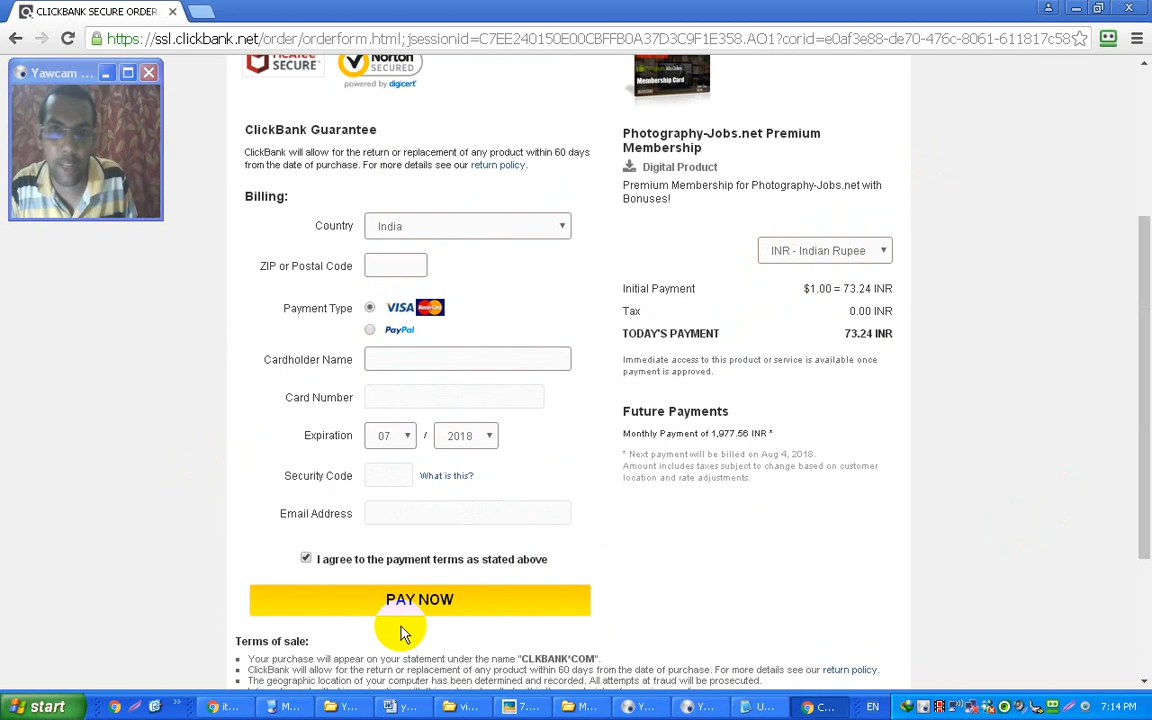 CLICKBANK SECURE ORDER
https://ssl.clickbank.net/order/orderform.html;jsessionid=C7EE240150E00CBFFB0A37D3C9F1E358.AO1?corid=e0af3e88-de70-476c-8061-611817c58
Yawcam ...
SECURE
Norton
SECURED
powered by digicert
Membership Card
ClickBank Guarantee
ClickBank will allow for the return or replacement of any product within 60 days
from the date of purchase. For more details see our return policy.
Billing:
Country
India
ZIP or Postal Code
Payment Type
VISA
MasterCard
PayPal
Cardholder Name
Card Number
Expiration
07
/
2018
Security Code
What is this?
Email Address
I agree to the payment terms as stated above
PAY NOW
Photography-Jobs.net Premium
Membership
Digital Product
Premium Membership for Photography-Jobs.net with
Bonuses!
INR - Indian Rupee
Initial Payment $1.00 = 73.24 INR
Tax 0.00 INR
TODAY'S PAYMENT 73.24 INR
Immediate access to this product or service is available once
payment is approved.
Future Payments
Monthly Payment of 1,977.56 INR *
* Next payment will be billed on Aug 4, 2018.
Amount includes taxes subject to change based on customer
location and rate adjustments.
Terms of sale:
Your purchase will appear on your statement under the name "CLKBANK*COM".
ClickBank will allow for the return or replacement of any product within 60 days from the date of purchase. For more details see our return policy.
The geographic location of your computer has been determined and recorded. All attempts at fraud will be prosecuted.
start
it...
M...
Y...
y...
vi...
7....
M...
Y...
Y...
U...
C...
EN
7:14 PM